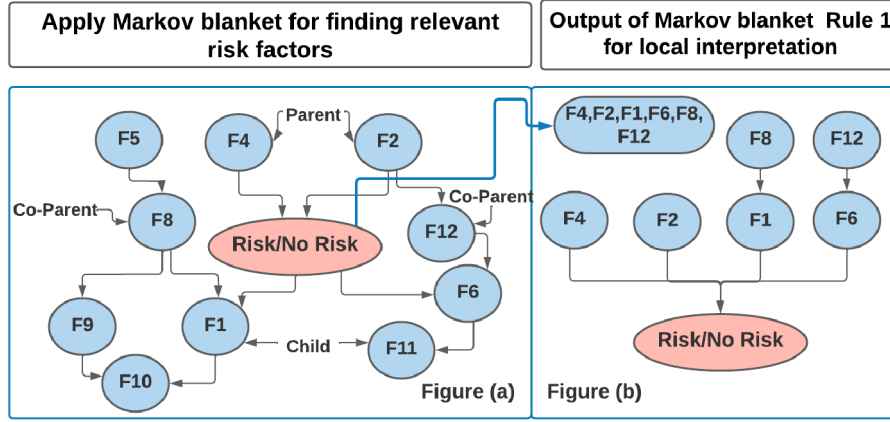 Apply Markov blanket for finding relevant
risk factors
Output of Markov blanket Rule 1
for local interpretation
Parent
F5
F4
F2
Co-Parent
F8
Co-Parent
Risk/No Risk
F12
F6
F9
F1
Child
F11
F10
Figure (a)
F4,F2,F1,F6,F8,
F12
F8
F12
F4
F2
F1
F6
Risk/No Risk
Figure (b)